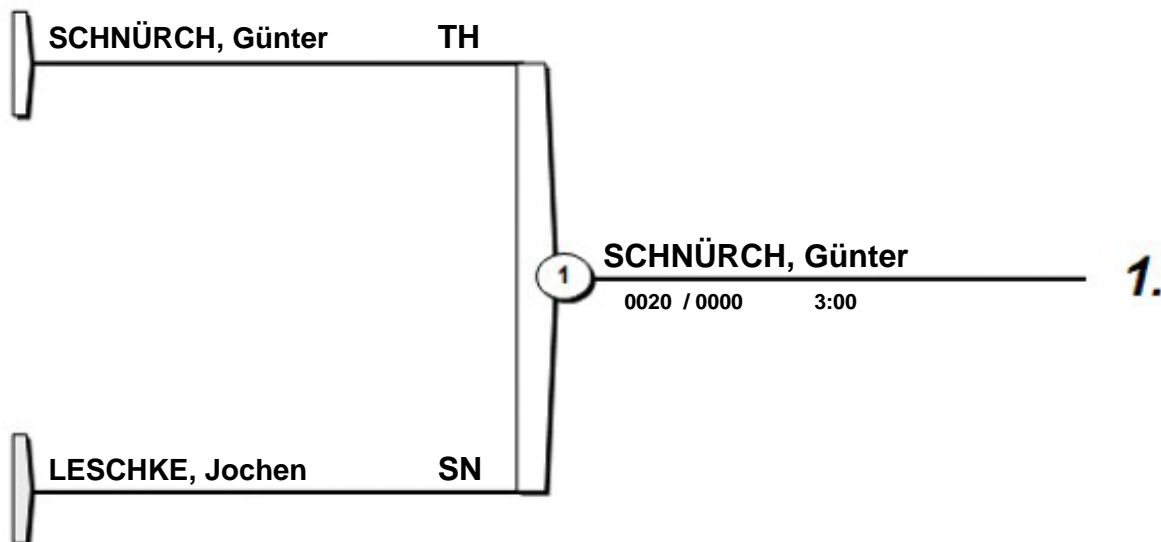 SCHNÜRCH, Günter TH
1 SCHNÜRCH, Günter 1.
0020 / 0000 3:00
LESCHKE, Jochen SN